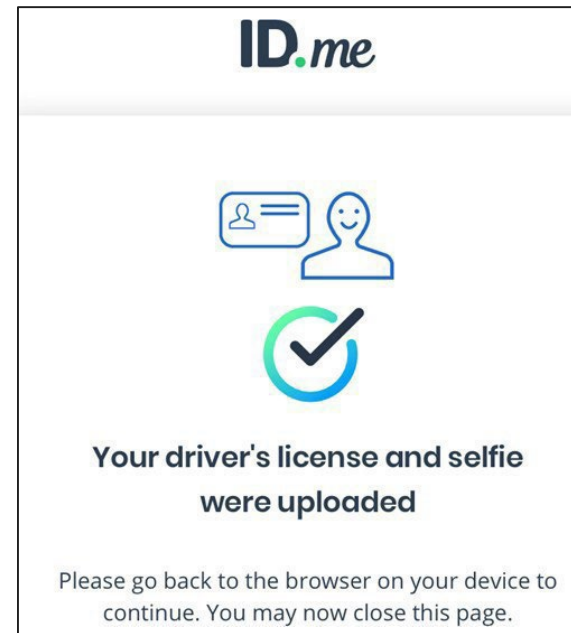 ID.me
Your driver's license and selfie
were uploaded
Please go back to the browser on your device to
continue. You may now close this page.